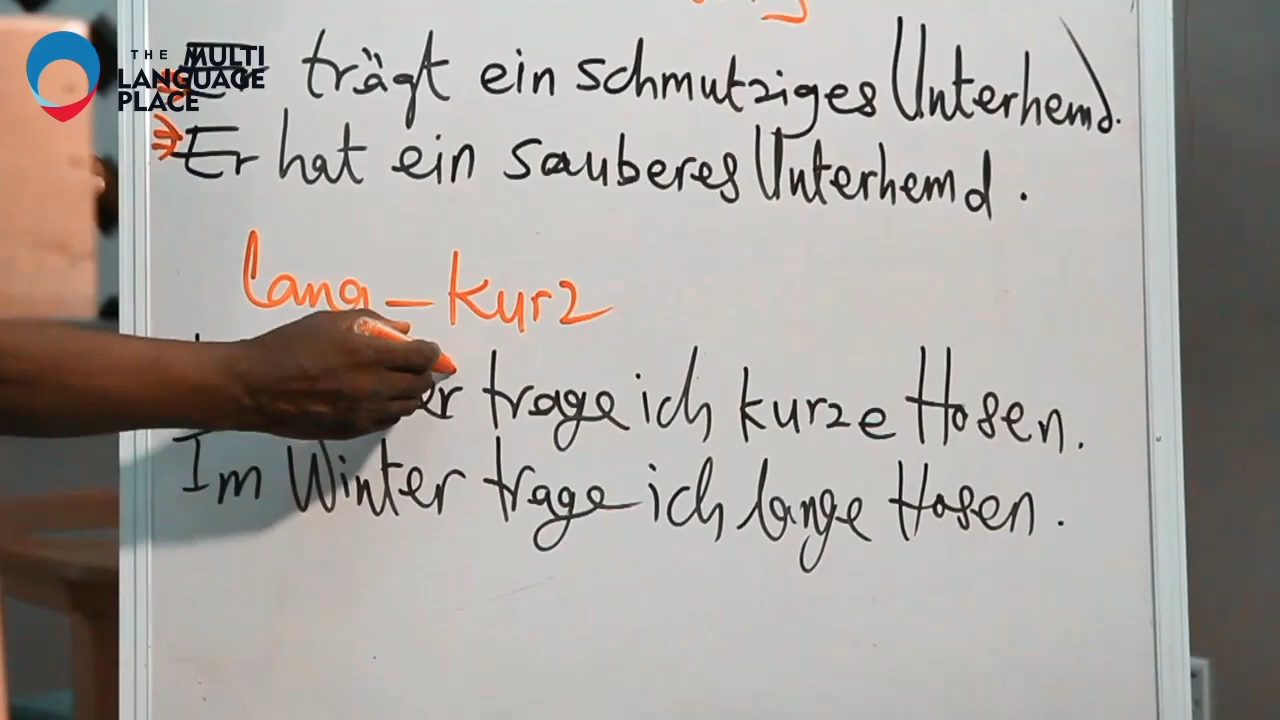 THE MULTI
LANGUAGE
PLACE
Er trägt ein schmutziges Unterhemd.
Er hat ein sauberes Unterhemd.
lang – kurz
trage ich kurze Hosen.
Im Winter trage ich lange Hosen.